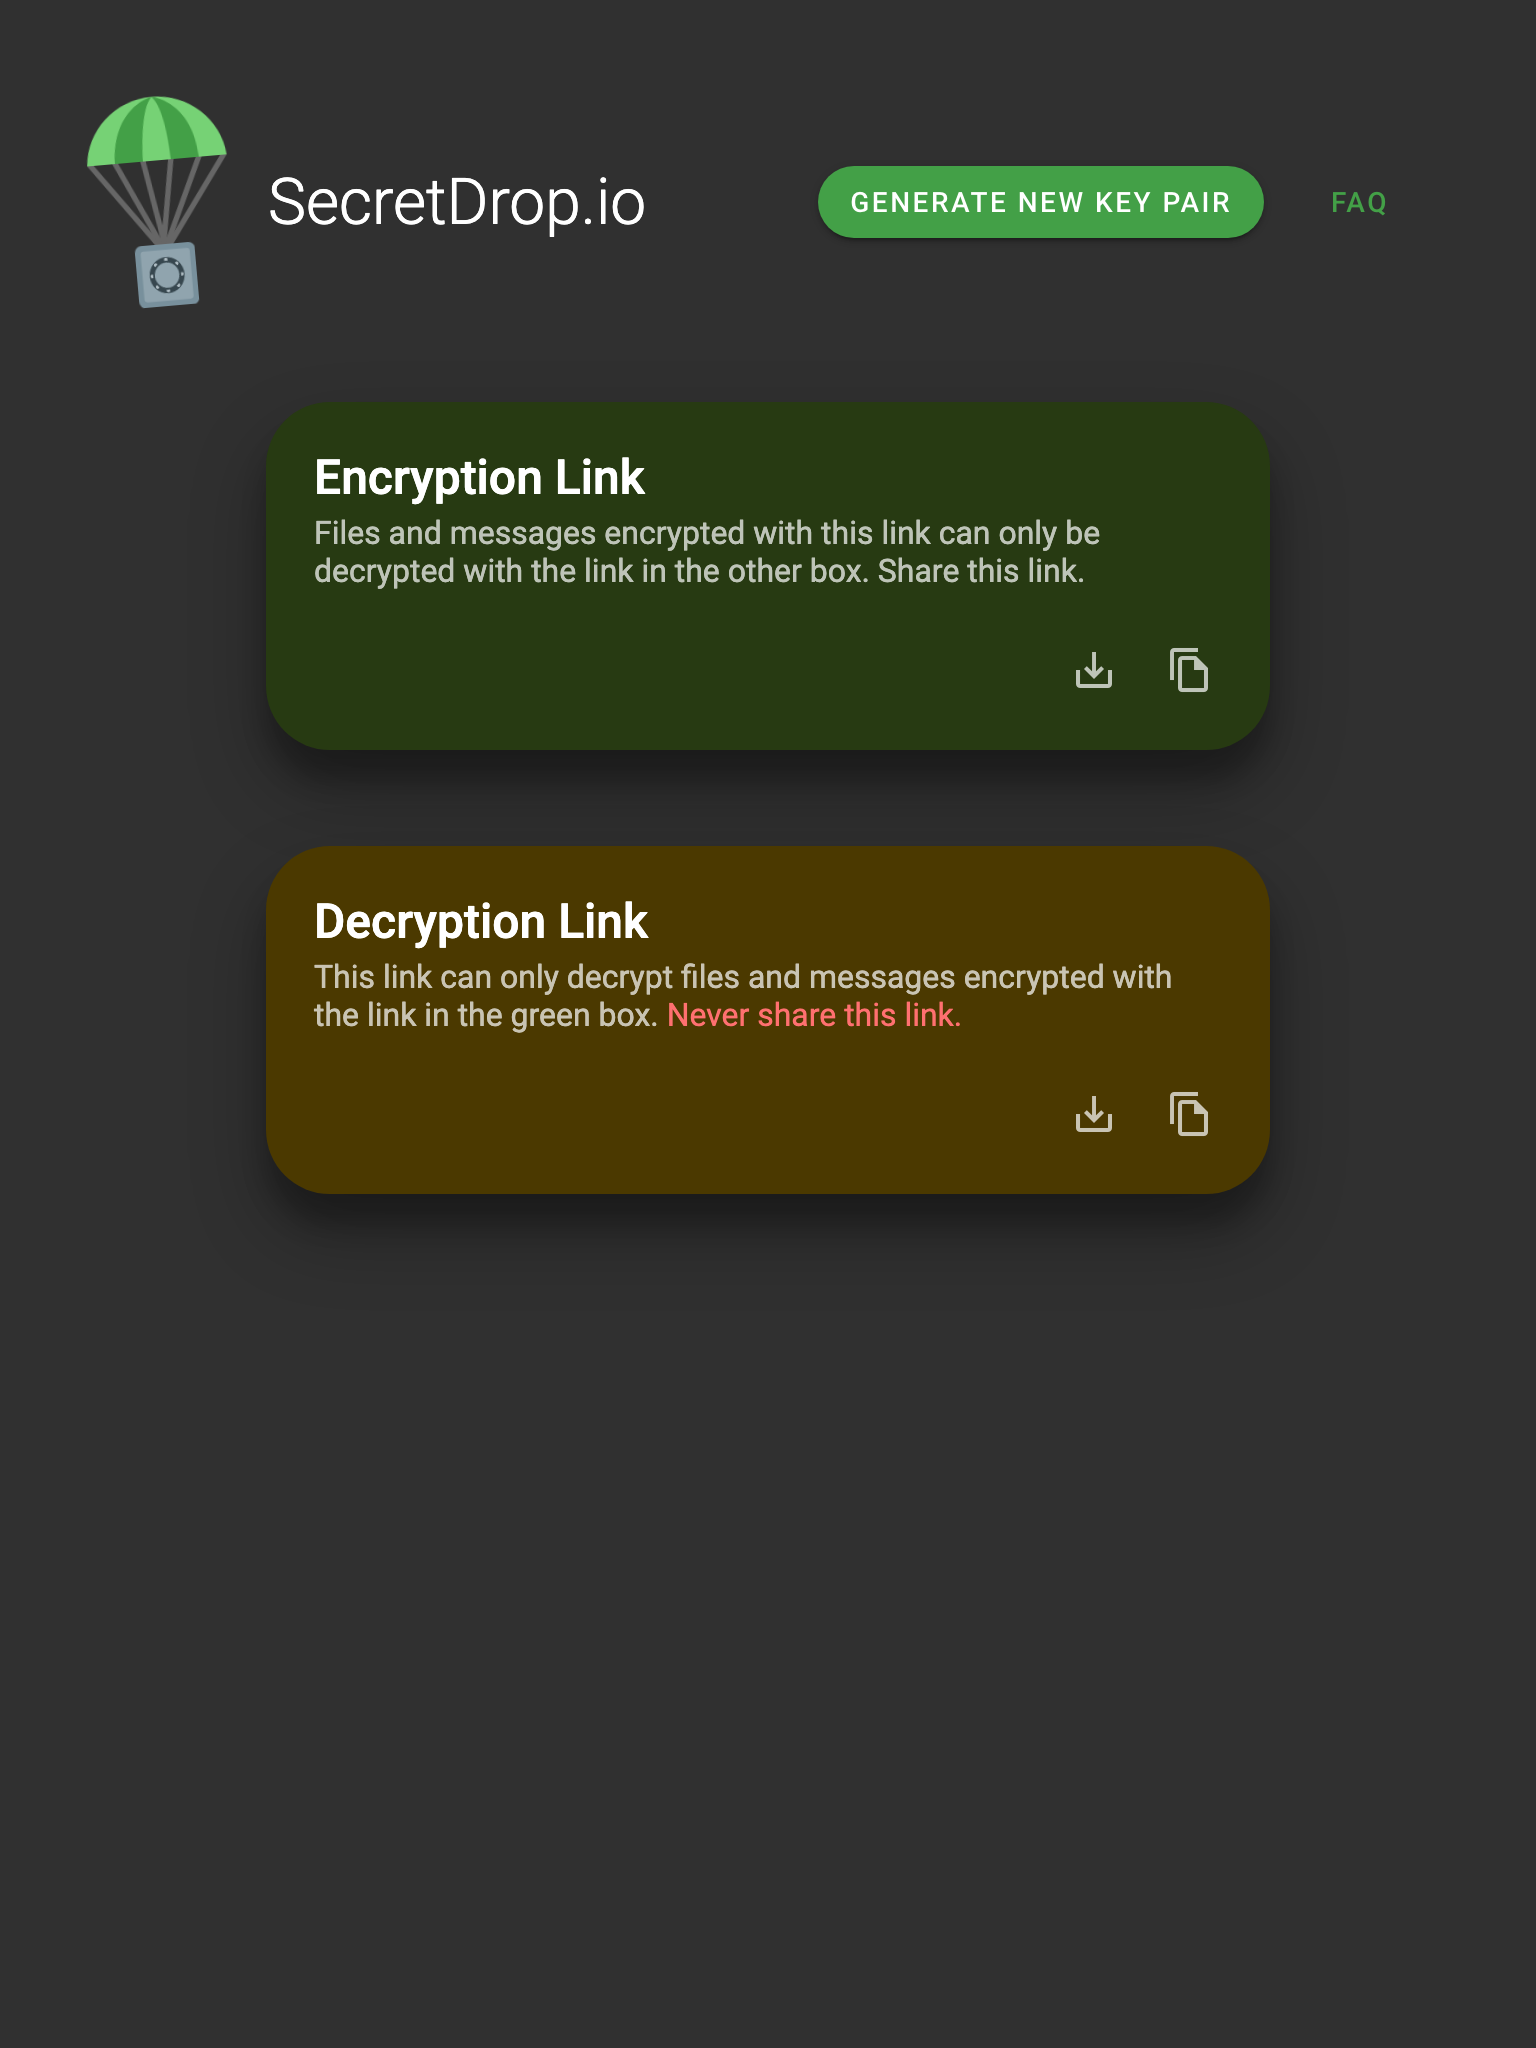 SecretDrop.io
GENERATE NEW KEY PAIR
FAQ
Encryption Link
Files and messages encrypted with this link can only be
decrypted with the link in the other box. Share this link.
Decryption Link
This link can only decrypt files and messages encrypted with
the link in the green box. Never share this link.